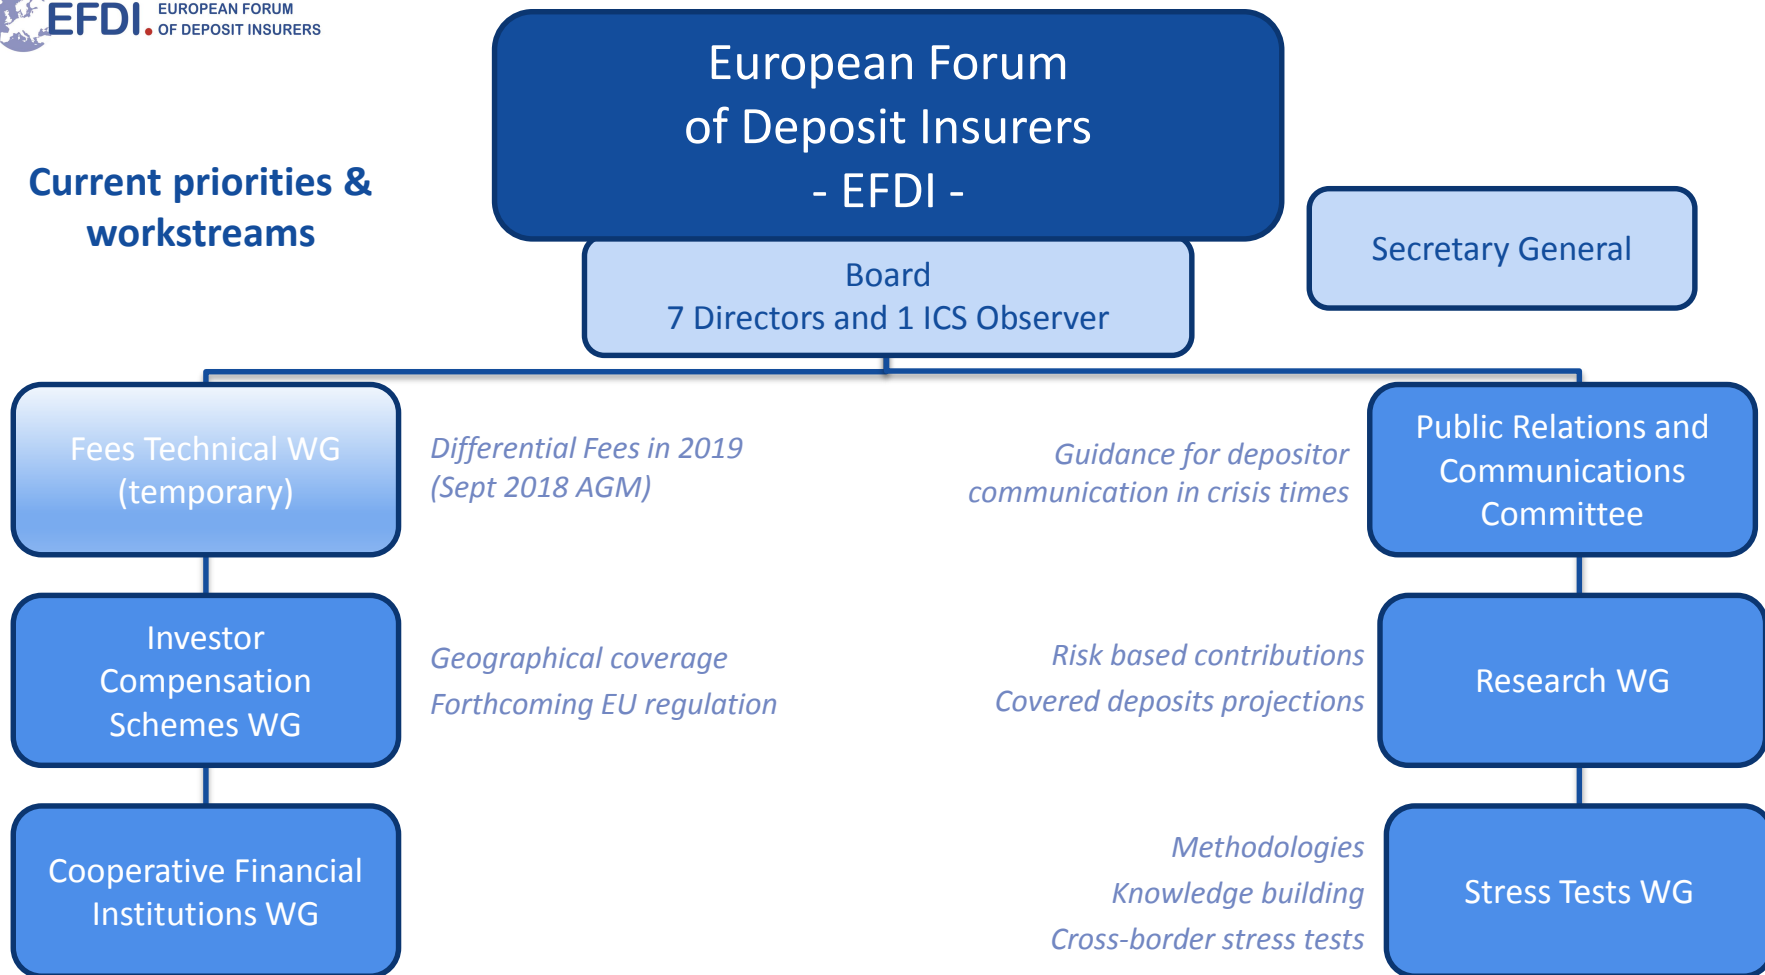 EFDI.
EUROPEAN FORUM
OF DEPOSIT INSURERS
European Forum
of Deposit Insurers
- EFDI -
Current priorities &
workstreams
Secretary General
Board
7 Directors and 1 ICS Observer
Fees Technical WG
(temporary)
Differential Fees in 2019
(Sept 2018 AGM)
Guidance for depositor
communication in crisis times
Public Relations and
Communications
Committee
Investor
Compensation
Schemes WG
Geographical coverage
Forthcoming EU regulation
Risk based contributions
Covered deposits projections
Research WG
Cooperative Financial
Institutions WG
Methodologies
Knowledge building
Cross-border stress tests
Stress Tests WG